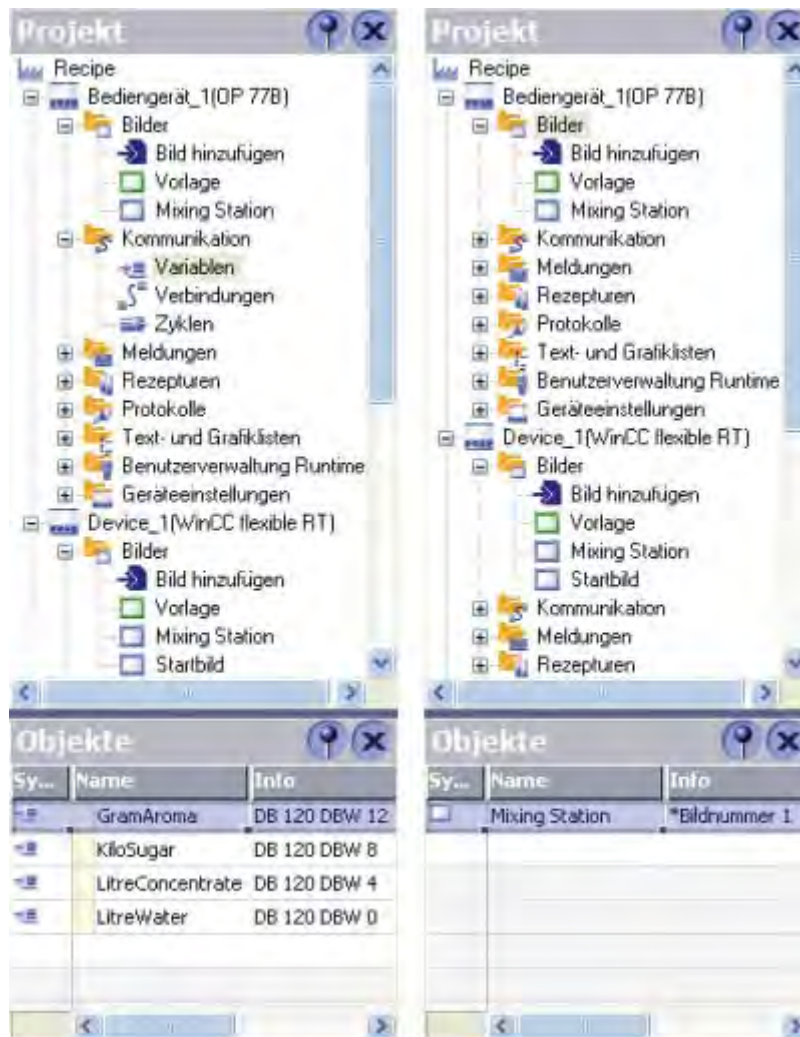 Projekt
Recipe
Bediengerät_1(OP 77B)
Bilder
Bild hinzufügen
Vorlage
Mixing Station
Kommunikation
Variablen
Verbindungen
Zyklen
Meldungen
Rezepturen
Protokolle
Text- und Grafiklisten
Benutzerverwaltung Runtime
Geräteeinstellungen
Device_1(WinCC flexible RT)
Bilder
Bild hinzufügen
Vorlage
Mixing Station
Startbild
Objekte
Sy... Name Info
GramAroma DB 120 DBW 12
KiloSugar DB 120 DBW 8
LitreConcentrate DB 120 DBW 4
LitreWater DB 120 DBW 0
Projekt
Recipe
Bediengerät_1(OP 77B)
Bilder
Bild hinzufügen
Vorlage
Mixing Station
Kommunikation
Meldungen
Rezepturen
Protokolle
Text- und Grafiklisten
Benutzerverwaltung Runtime
Geräteeinstellungen
Device_1(WinCC flexible RT)
Bilder
Bild hinzufügen
Vorlage
Mixing Station
Startbild
Kommunikation
Meldungen
Rezepturen
Objekte
Sy... Name Info
Mixing Station *Bildnummer 1